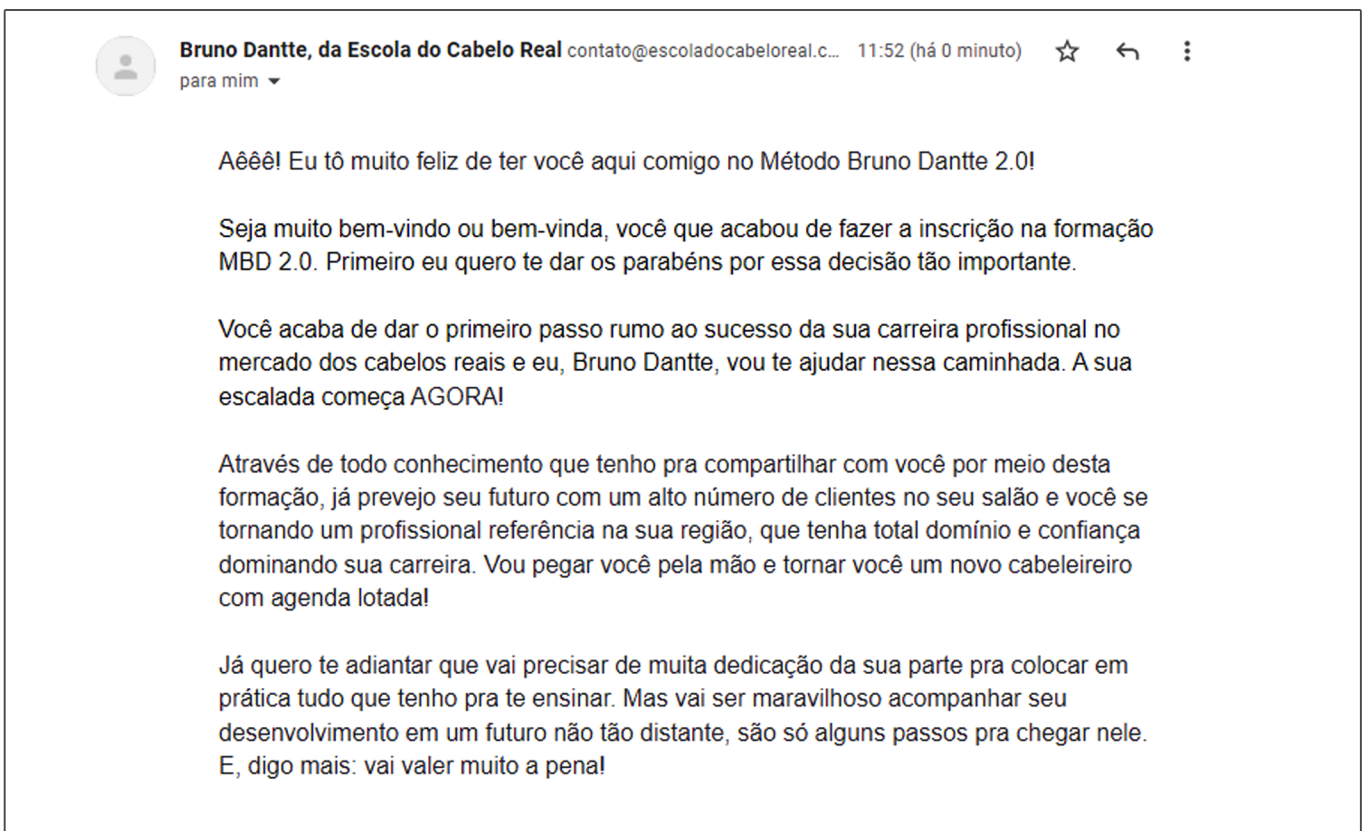 Bruno Dantte, da Escola do Cabelo Real contato@escoladocabeloreal.c... 11:52 (há 0 minuto)
para mim
Aêêê! Eu tô muito feliz de ter você aqui comigo no Método Bruno Dantte 2.0!
Seja muito bem-vindo ou bem-vinda, você que acabou de fazer a inscrição na formação
MBD 2.0. Primeiro eu quero te dar os parabéns por essa decisão tão importante.
Você acaba de dar o primeiro passo rumo ao sucesso da sua carreira profissional no
mercado dos cabelos reais e eu, Bruno Dantte, vou te ajudar nessa caminhada. A sua
escalada começa AGORA!
Através de todo conhecimento que tenho pra compartilhar com você por meio desta
formação, já prevejo seu futuro com um alto número de clientes no seu salão e você se
tornando um profissional referência na sua região, que tenha total domínio e confiança
dominando sua carreira. Vou pegar você pela mão e tornar você um novo cabeleireiro
com agenda lotada!
Já quero te adiantar que vai precisar de muita dedicação da sua parte pra colocar em
prática tudo que tenho pra te ensinar. Mas vai ser maravilhoso acompanhar seu
desenvolvimento em um futuro não tão distante, são só alguns passos pra chegar nele.
E, digo mais: vai valer muito a pena!